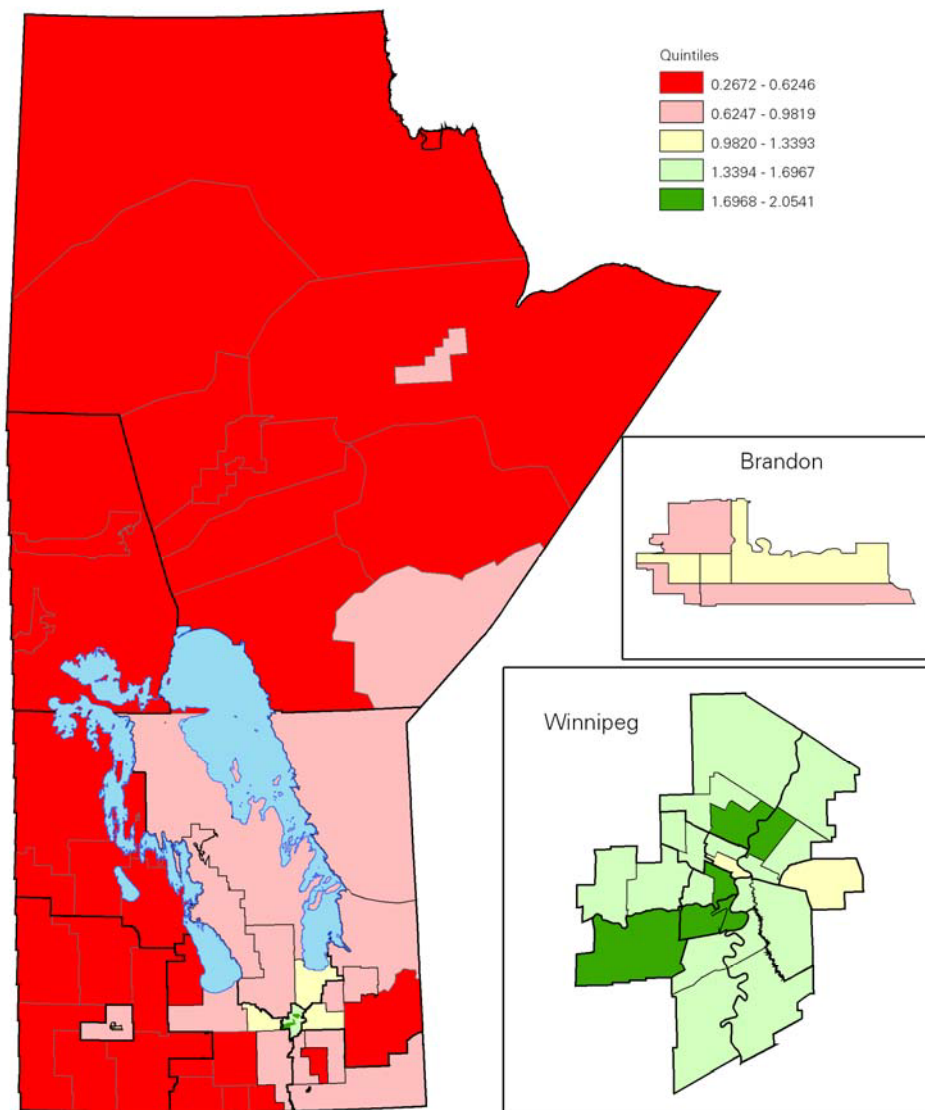 Quintiles
0.2672 - 0.6246
0.6247 - 0.9819
0.9820 - 1.3393
1.3394 - 1.6967
1.6968 - 2.0541
Brandon
Winnipeg